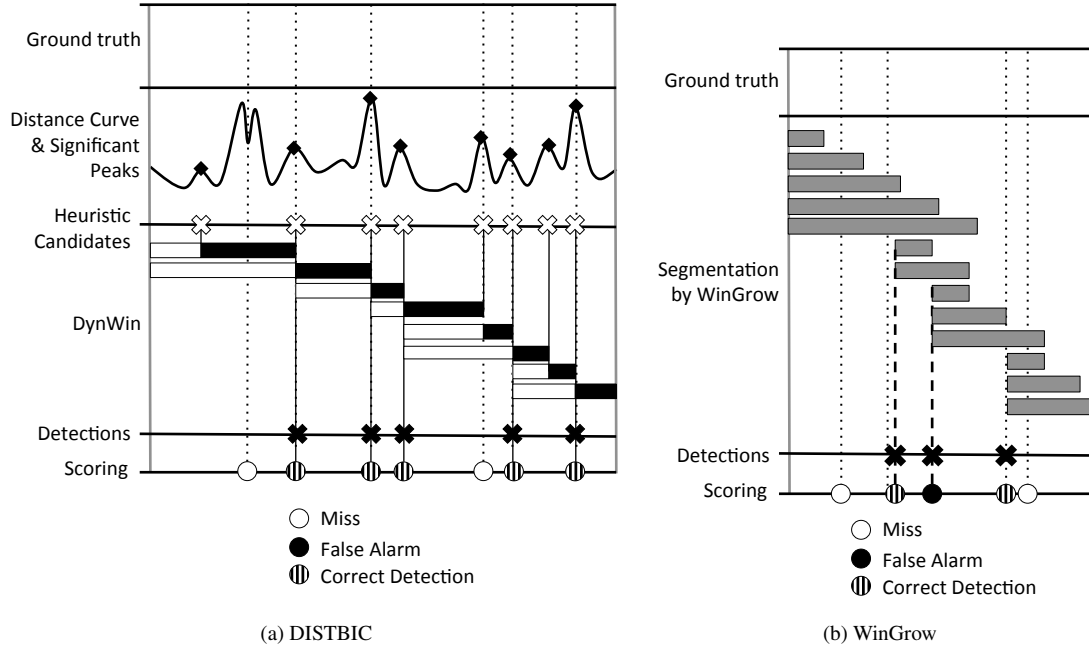 Ground truth
Distance Curve
& Significant
Peaks
Heuristic
Candidates
DynWin
Detections
Scoring
Miss
False Alarm
Correct Detection
(a) DISTBIC
Ground truth
Segmentation
by WinGrow
Detections
Scoring
Miss
False Alarm
Correct Detection
(b) WinGrow